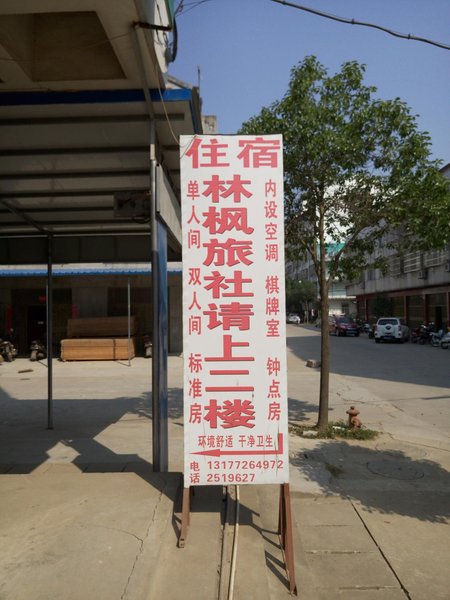 住宿
林枫旅社请上二楼
单人间 双人间 标准房
内设空调 棋牌室 钟点房
环境舒适 干净卫生
电话 13177264972
2519627